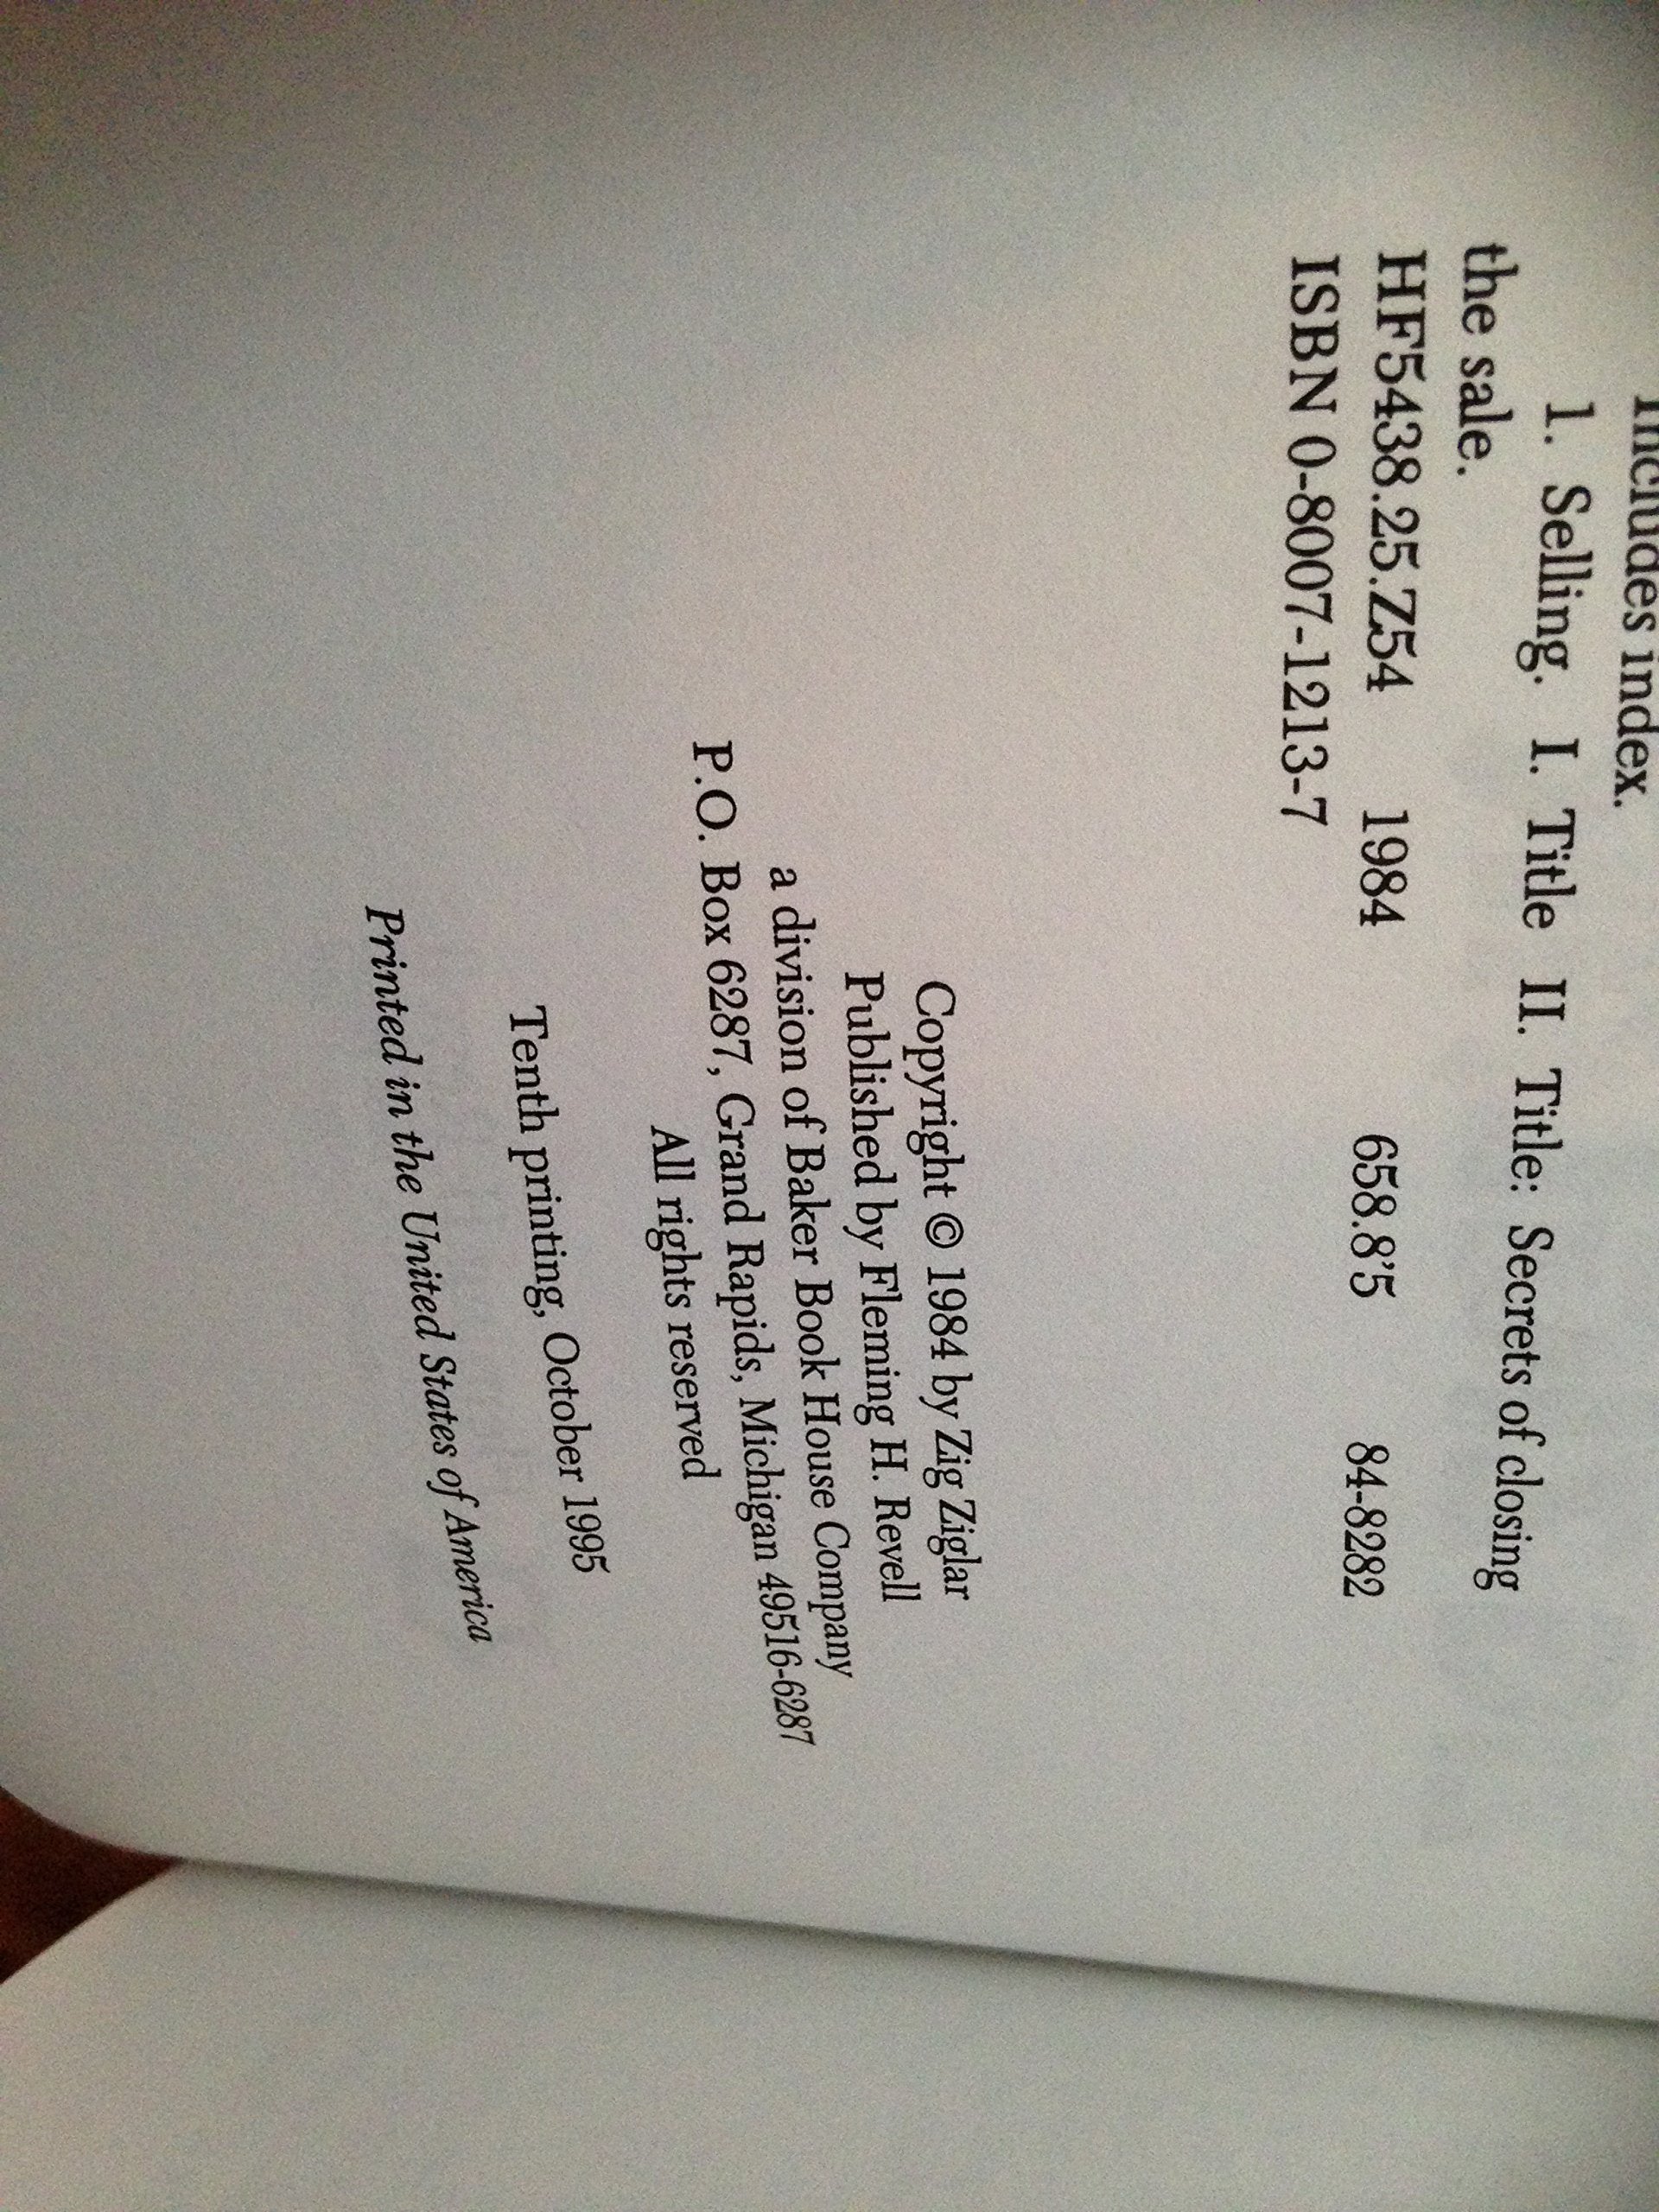 Includes index.
1. Selling. I. Title II. Title: Secrets of closing
the sale.
HF5438.25.Z54 1984 658.8'5 84-8282
ISBN 0-8007-1213-7
Copyright © 1984 by Zig Ziglar
Published by Fleming H. Revell
a division of Baker Book House Company
P.O. Box 6287, Grand Rapids, Michigan 49516-6287
All rights reserved
Tenth printing, October 1995
Printed in the United States of America